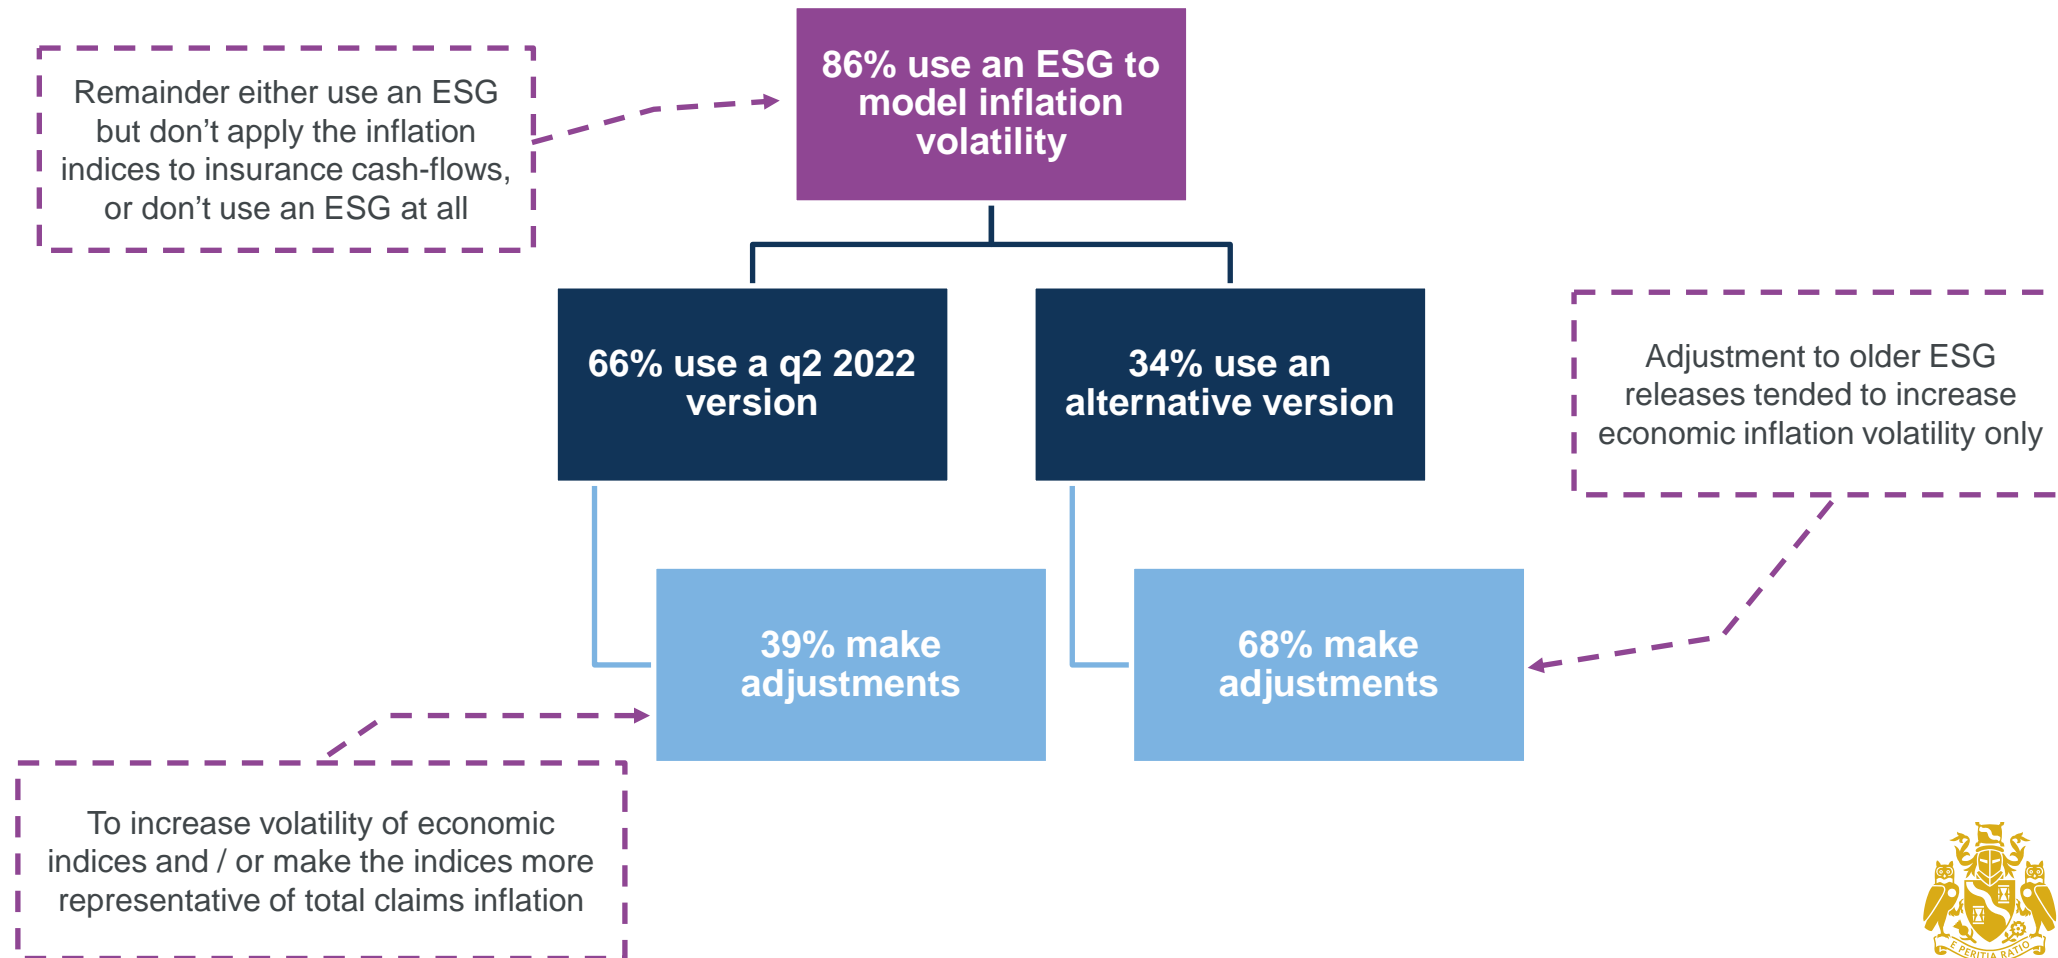 86% use an ESG to
model inflation
volatility
Remainder either use an ESG
but don’t apply the inflation
indices to insurance cash-flows,
or don’t use an ESG at all
66% use a q2 2022
version
34% use an
alternative version
Adjustment to older ESG
releases tended to increase
economic inflation volatility only
39% make
adjustments
68% make
adjustments
To increase volatility of economic
indices and / or make the indices more
representative of total claims inflation
E PERITIA RATIO